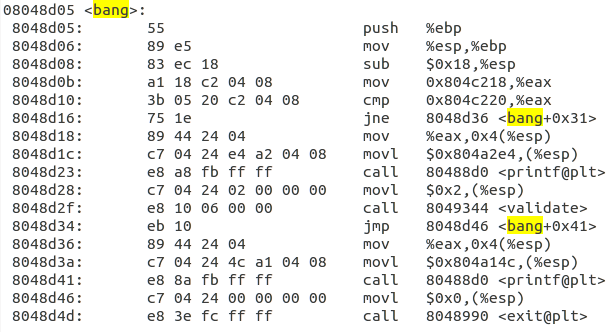 08048d05 <bang>:
8048d05: 55 push %ebp
8048d06: 89 e5 mov %esp,%ebp
8048d08: 83 ec 18 sub $0x18,%esp
8048d0b: a1 18 c2 04 08 mov 0x804c218,%eax
8048d10: 3b 05 20 c2 04 08 cmp 0x804c220,%eax
8048d16: 75 1e jne 8048d36 <bang+0x31>
8048d18: 89 44 24 04 mov %eax,0x4(%esp)
8048d1c: c7 04 24 e4 a2 04 08 movl $0x804a2e4,(%esp)
8048d23: e8 a8 fb ff ff call 80488d0 <printf@plt>
8048d28: c7 04 24 02 00 00 00 movl $0x2,(%esp)
8048d2f: e8 10 06 00 00 call 8049344 <validate>
8048d34: eb 10 jmp 8048d46 <bang+0x41>
8048d36: 89 44 24 04 mov %eax,0x4(%esp)
8048d3a: c7 04 24 4c a1 04 08 movl $0x804a14c,(%esp)
8048d41: e8 8a fb ff ff call 80488d0 <printf@plt>
8048d46: c7 04 24 00 00 00 00 movl $0x0,(%esp)
8048d4d: e8 3e fc ff ff call 8048990 <exit@plt>